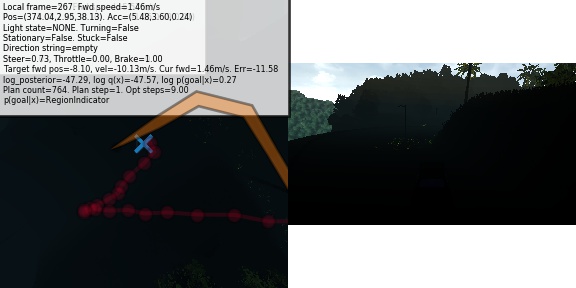 Local frame=267: Fwd speed=1.46m/s
Pos=(374.04,2.95,38.13). Acc=(5.48;3.60,0.24)
Light state=NONE. Turning=False
Stationary=False. Stuck=False
Direction string=empty
Steer=0.73, Throttle=0.00, Brake=1.00
Target fwd pos=-8.10, vel=-10.13m/s. Cur fwd=1.46m/s. Err=-11.58
log_posterior=-47.29, log q(x)=-47.57, log p(goal|x)=0.27
Plan count=764. Plan step=1. Opt steps=9.00
p(goal|x)=RegionIndicator